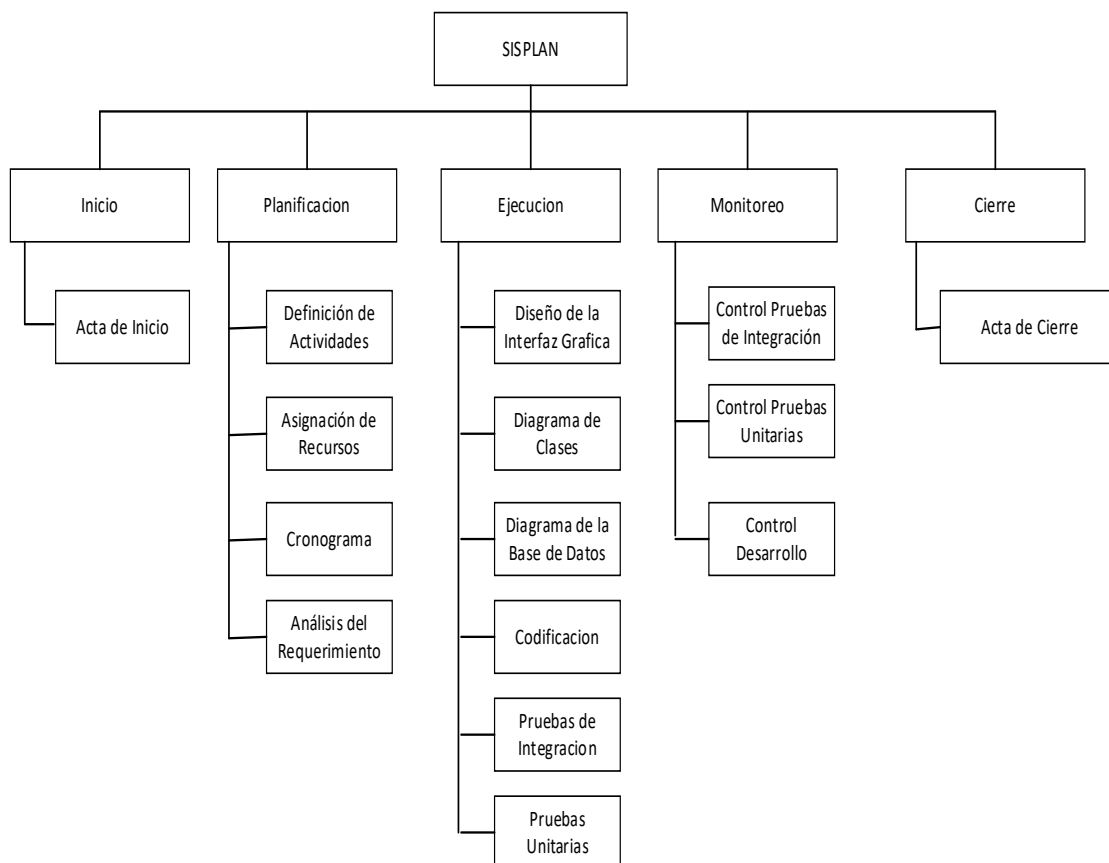 SISPLAN
Inicio
Planificacion
Ejecucion
Monitoreo
Cierre
Acta de Inicio
Definición de
Actividades
Asignación de
Recursos
Cronograma
Análisis del
Requerimiento
Diseño de la
Interfaz Grafica
Diagrama de
Clases
Diagrama de la
Base de Datos
Codificacion
Pruebas de
Integracion
Pruebas
Unitarias
Control Pruebas
de Integración
Control Pruebas
Unitarias
Control
Desarrollo
Acta de Cierre